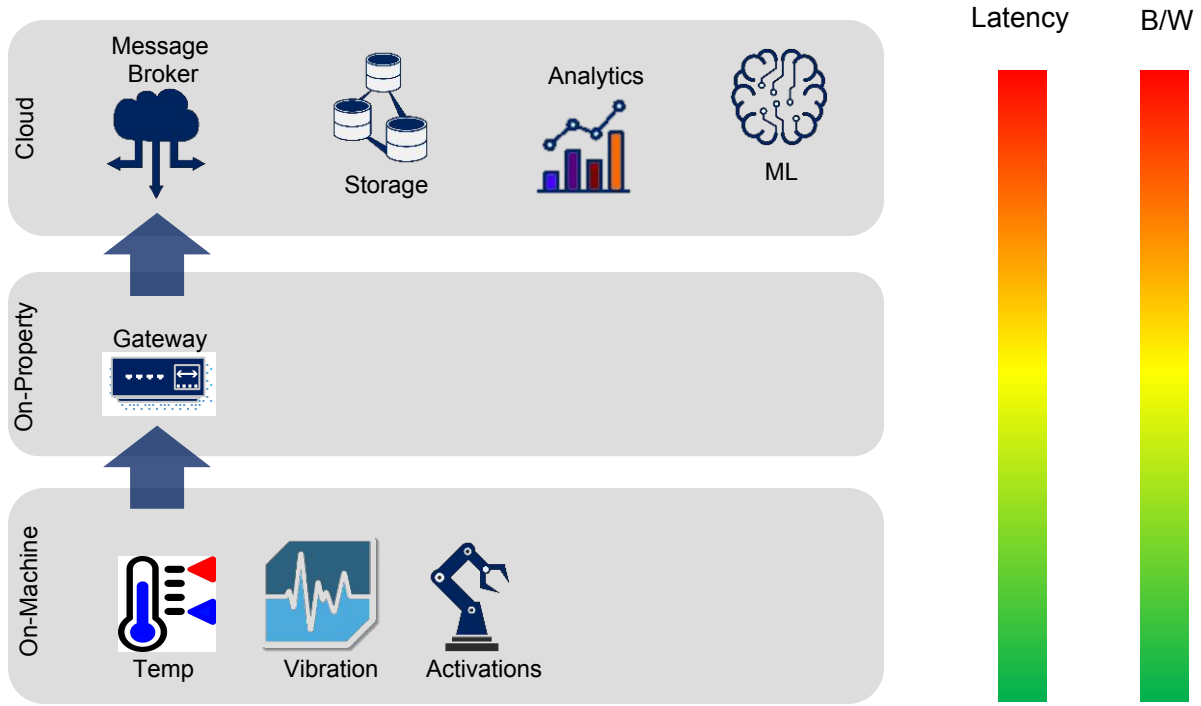 Latency
B/W
Cloud
Message
Broker
Storage
Analytics
ML
On-Property
Gateway
On-Machine
Temp
Vibration
Activations